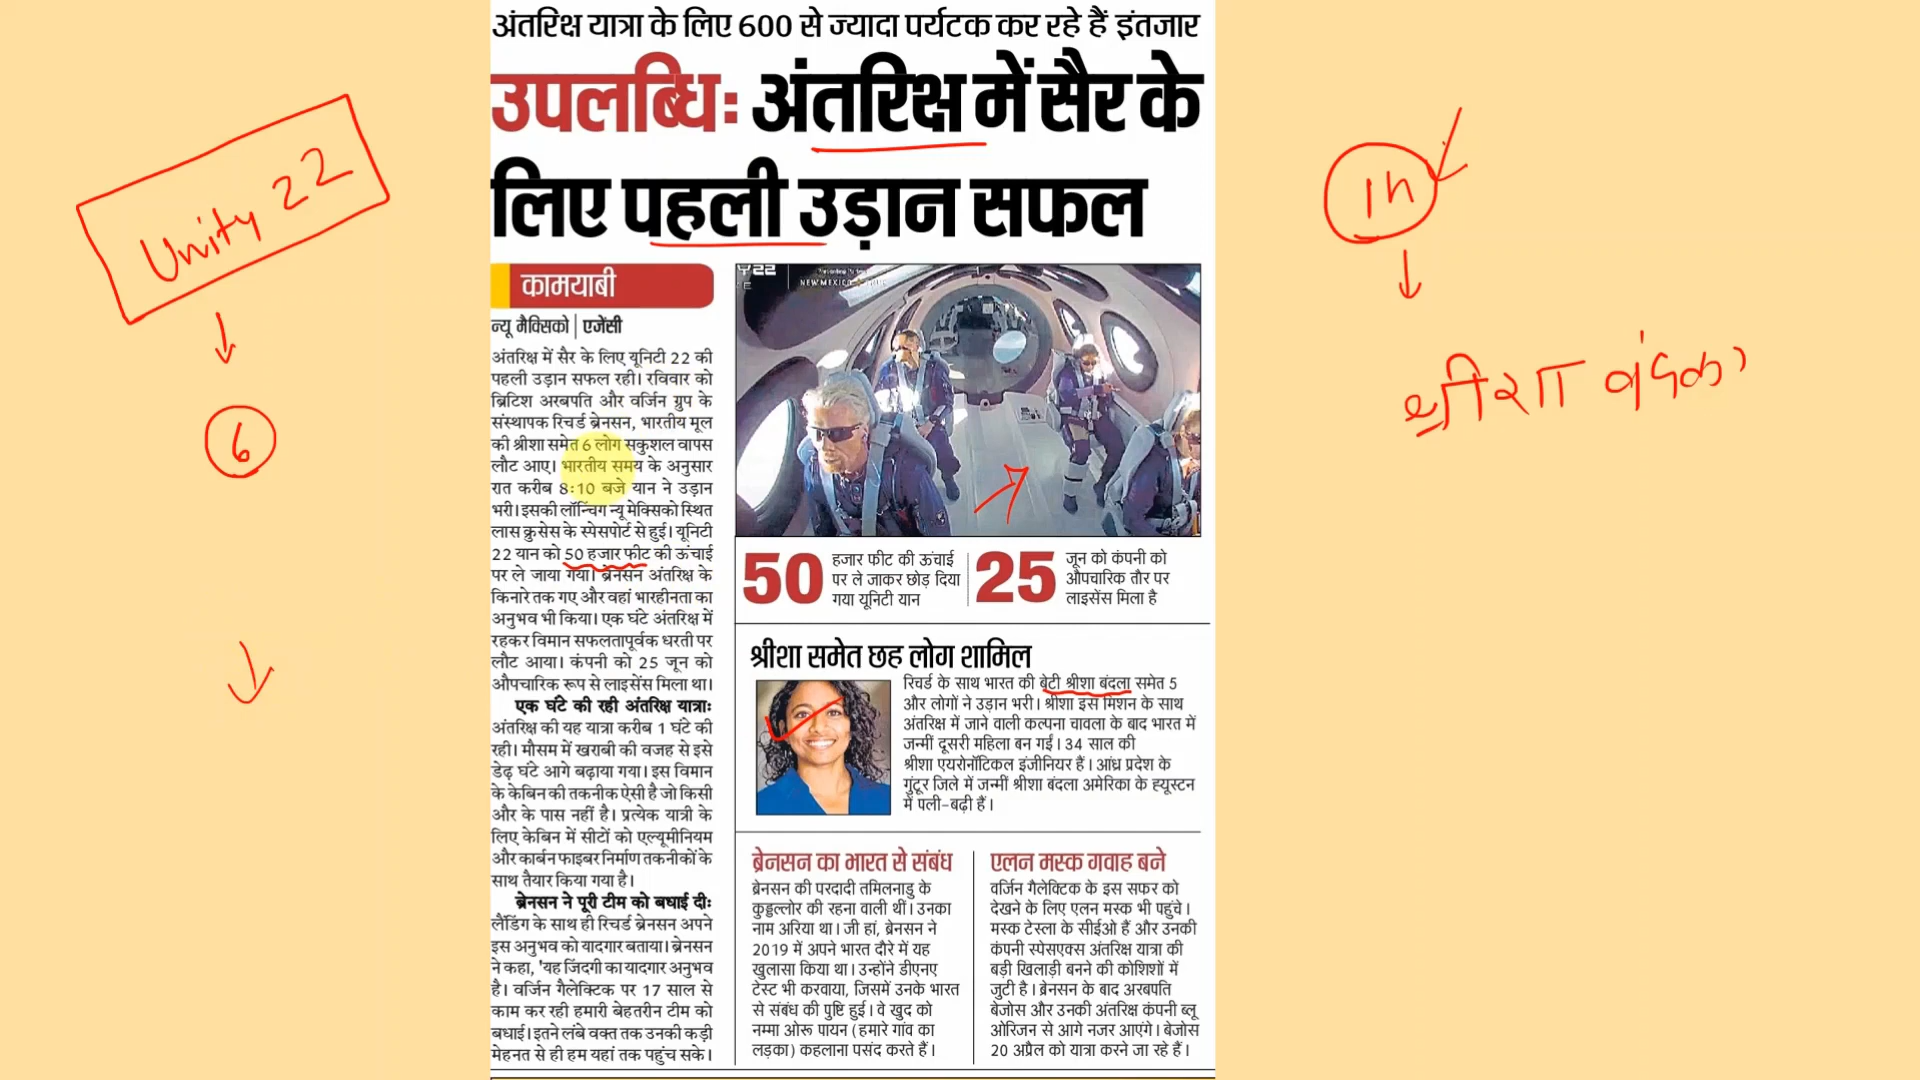 अंतरिक्ष यात्रा के लिए 600 से ज्यादा पर्यटक कर रहे हैं इंतजार
उपलब्धिः अंतरिक्ष में सैर के
लिए पहली उड़ान सफल
Unity 22
6
1h
श्रीशा बंदला
कामयाबी
न्यू मैक्सिको | एजेंसी
अंतरिक्ष में सैर के लिए यूनिटी 22 की
पहली उड़ान सफल रही। रविवार को
ब्रिटिश अरबपति और वर्जिन ग्रुप के
संस्थापक रिचर्ड ब्रेनसन, भारतीय मूल
की श्रीशा समेत 6 लोग सकुशल वापस
लौट आए। भारतीय समय के अनुसार
रात करीब 8:10 बजे यान ने उड़ान
भरी। इसकी लॉन्चिंग न्यू मेक्सिको स्थित
लास क्रुसेस के स्पेसपोर्ट से हुई। यूनिटी
22 यान को 50 हजार फीट की ऊंचाई
पर ले जाया गया। ब्रेनसन अंतरिक्ष के
किनारे तक गए और वहां भारहीनता का
अनुभव भी किया। एक घंटे अंतरिक्ष में
रहकर विमान सफलतापूर्वक धरती पर
लौट आया। कंपनी को 25 जून को
औपचारिक रूप से लाइसेंस मिला था।
एक घंटे की रही अंतरिक्ष यात्राः
अंतरिक्ष की यह यात्रा करीब 1 घंटे की
रही। मौसम में खराबी की वजह से इसे
डेढ़ घंटे आगे बढ़ाया गया। इस विमान
के केबिन की तकनीक ऐसी है जो किसी
और के पास नहीं है। प्रत्येक यात्री के
लिए केबिन में सीटों को एल्यूमीनियम
और कार्बन फाइबर निर्माण तकनीकों के
साथ तैयार किया गया है।
ब्रेनसन ने पूरी टीम को बधाई दीः
लैंडिंग के साथ ही रिचर्ड ब्रेनसन अपने
इस अनुभव को यादगार बताया। ब्रेनसन
ने कहा, 'यह जिंदगी का यादगार अनुभव
है। वर्जिन गैलेक्टिक पर 17 साल से
काम कर रही हमारी बेहतरीन टीम को
बधाई। इतने लंबे वक्त तक उनकी कड़ी
मेहनत से ही हम यहां तक पहुंच सके।
Y22
NEW MEXICO
50 हजार फीट की ऊंचाई
पर ले जाकर छोड़ दिया
गया यूनिटी यान
25 जून को कंपनी को
औपचारिक तौर पर
लाइसेंस मिला है
श्रीशा समेत छह लोग शामिल
रिचर्ड के साथ भारत की बेटी श्रीशा बंदला समेत 5
और लोगों ने उड़ान भरी। श्रीशा इस मिशन के साथ
अंतरिक्ष में जाने वाली कल्पना चावला के बाद भारत में
जन्मीं दूसरी महिला बन गईं। 34 साल की
श्रीशा एयरोनॉटिकल इंजीनियर हैं। आंध्र प्रदेश के
गुंटूर जिले में जन्मीं श्रीशा बंदला अमेरिका के ह्यूस्टन
में पली-बढ़ी हैं।
ब्रेनसन का भारत से संबंध
ब्रेनसन की परदादी तमिलनाडु के
कुड्डल्लोर की रहना वाली थीं। उनका
नाम अरिया था। जी हां, ब्रेनसन ने
2019 में अपने भारत दौरे में यह
खुलासा किया था। उन्होंने डीएनए
टेस्ट भी करवाया, जिसमें उनके भारत
से संबंध की पुष्टि हुई। वे खुद को
नम्मा ओरू पायन (हमारे गांव का
लड़का) कहलाना पसंद करते हैं।
एलन मस्क गवाह बने
वर्जिन गैलेक्टिक के इस सफर को
देखने के लिए एलन मस्क भी पहुंचे।
मस्क टेस्ला के सीईओ हैं और उनकी
कंपनी स्पेसएक्स अंतरिक्ष यात्रा की
बड़ी खिलाड़ी बनने की कोशिशों में
जुटी है। ब्रेनसन के बाद अरबपति
बेजोस और उनकी अंतरिक्ष कंपनी ब्लू
ओरिजन से आगे नजर आएंगे। बेजोस
20 अप्रैल को यात्रा करने जा रहे हैं।